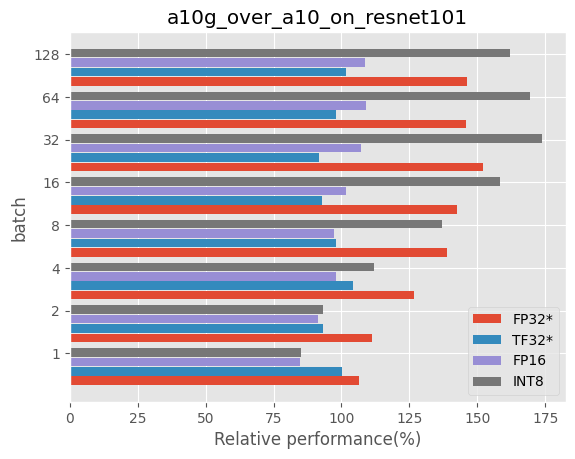 a10g_over_a10_on_resnet101
batch
128
64
32
16
8
4
2
1
FP32*
TF32*
FP16
INT8
0
25
50
75
100
125
150
175
Relative performance(%)